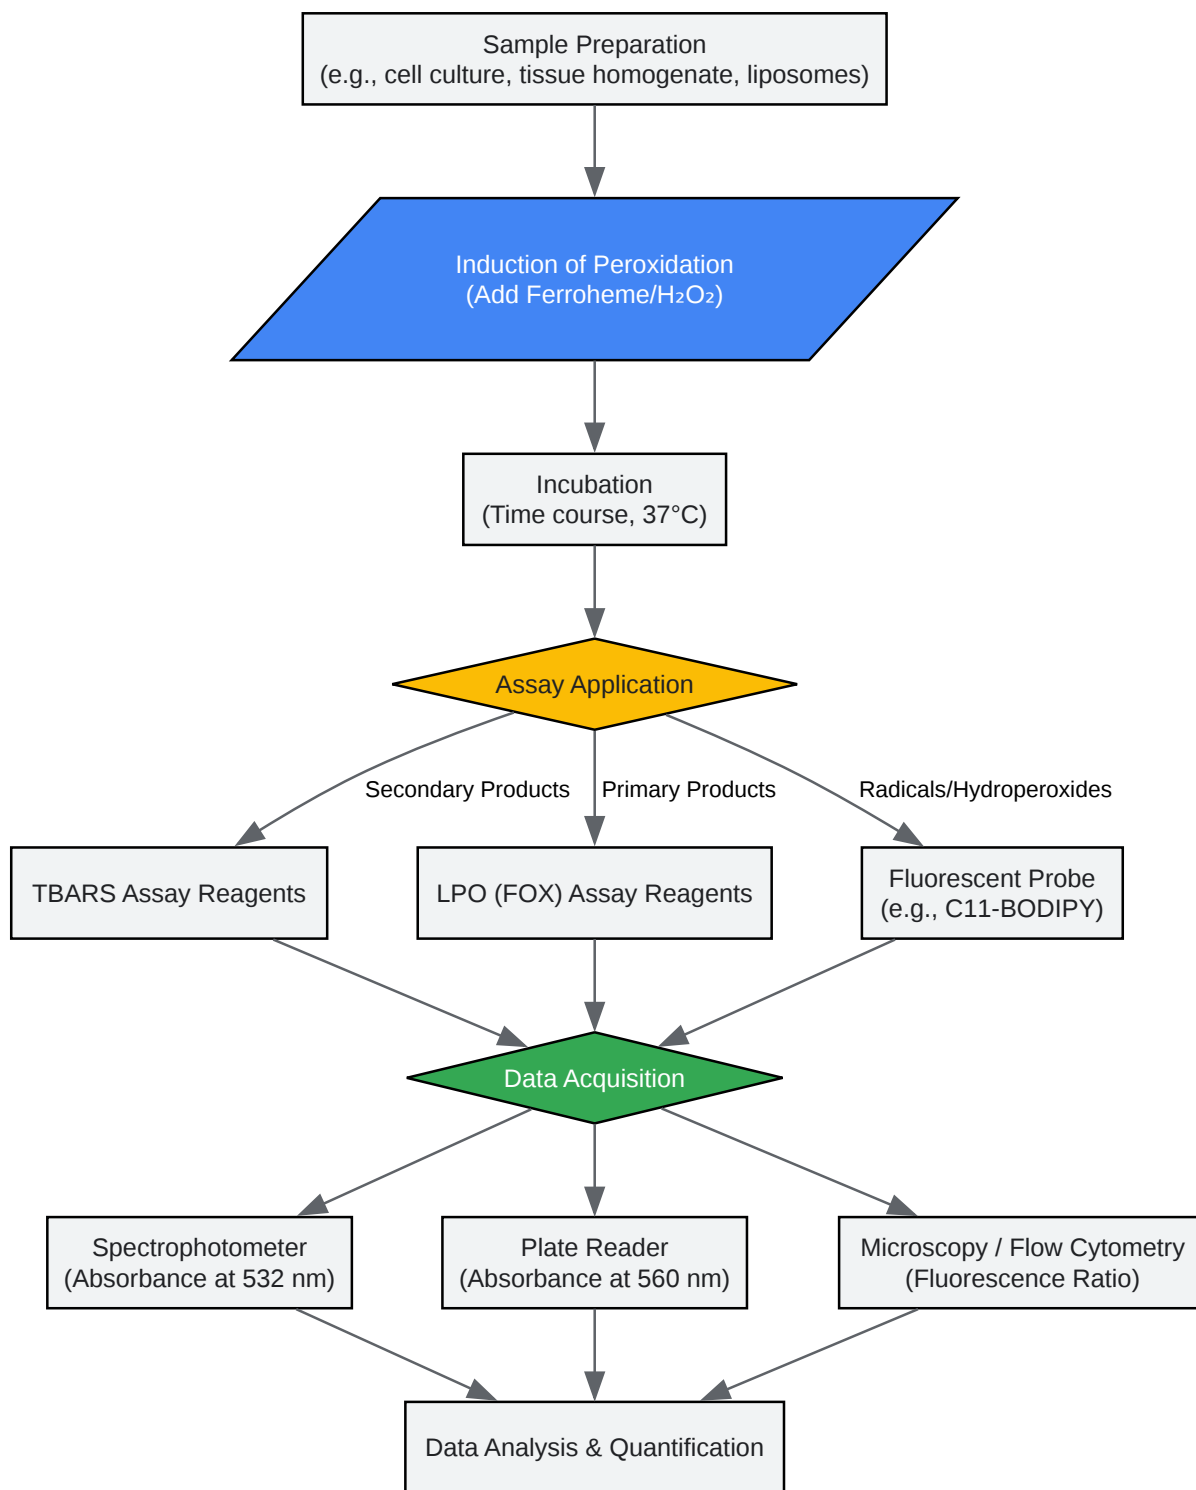 Sample Preparation
(e.g., cell culture, tissue homogenate, liposomes)
Induction of Peroxidation
(Add Ferroheme/H₂O₂)
Incubation
(Time course, 37°C)
Assay Application
Secondary Products
Primary Products
Radicals/Hydroperoxides
TBARS Assay Reagents
LPO (FOX) Assay Reagents
Fluorescent Probe
(e.g., C11-BODIPY)
Data Acquisition
Spectrophotometer
(Absorbance at 532 nm)
Plate Reader
(Absorbance at 560 nm)
Microscopy / Flow Cytometry
(Fluorescence Ratio)
Data Analysis & Quantification